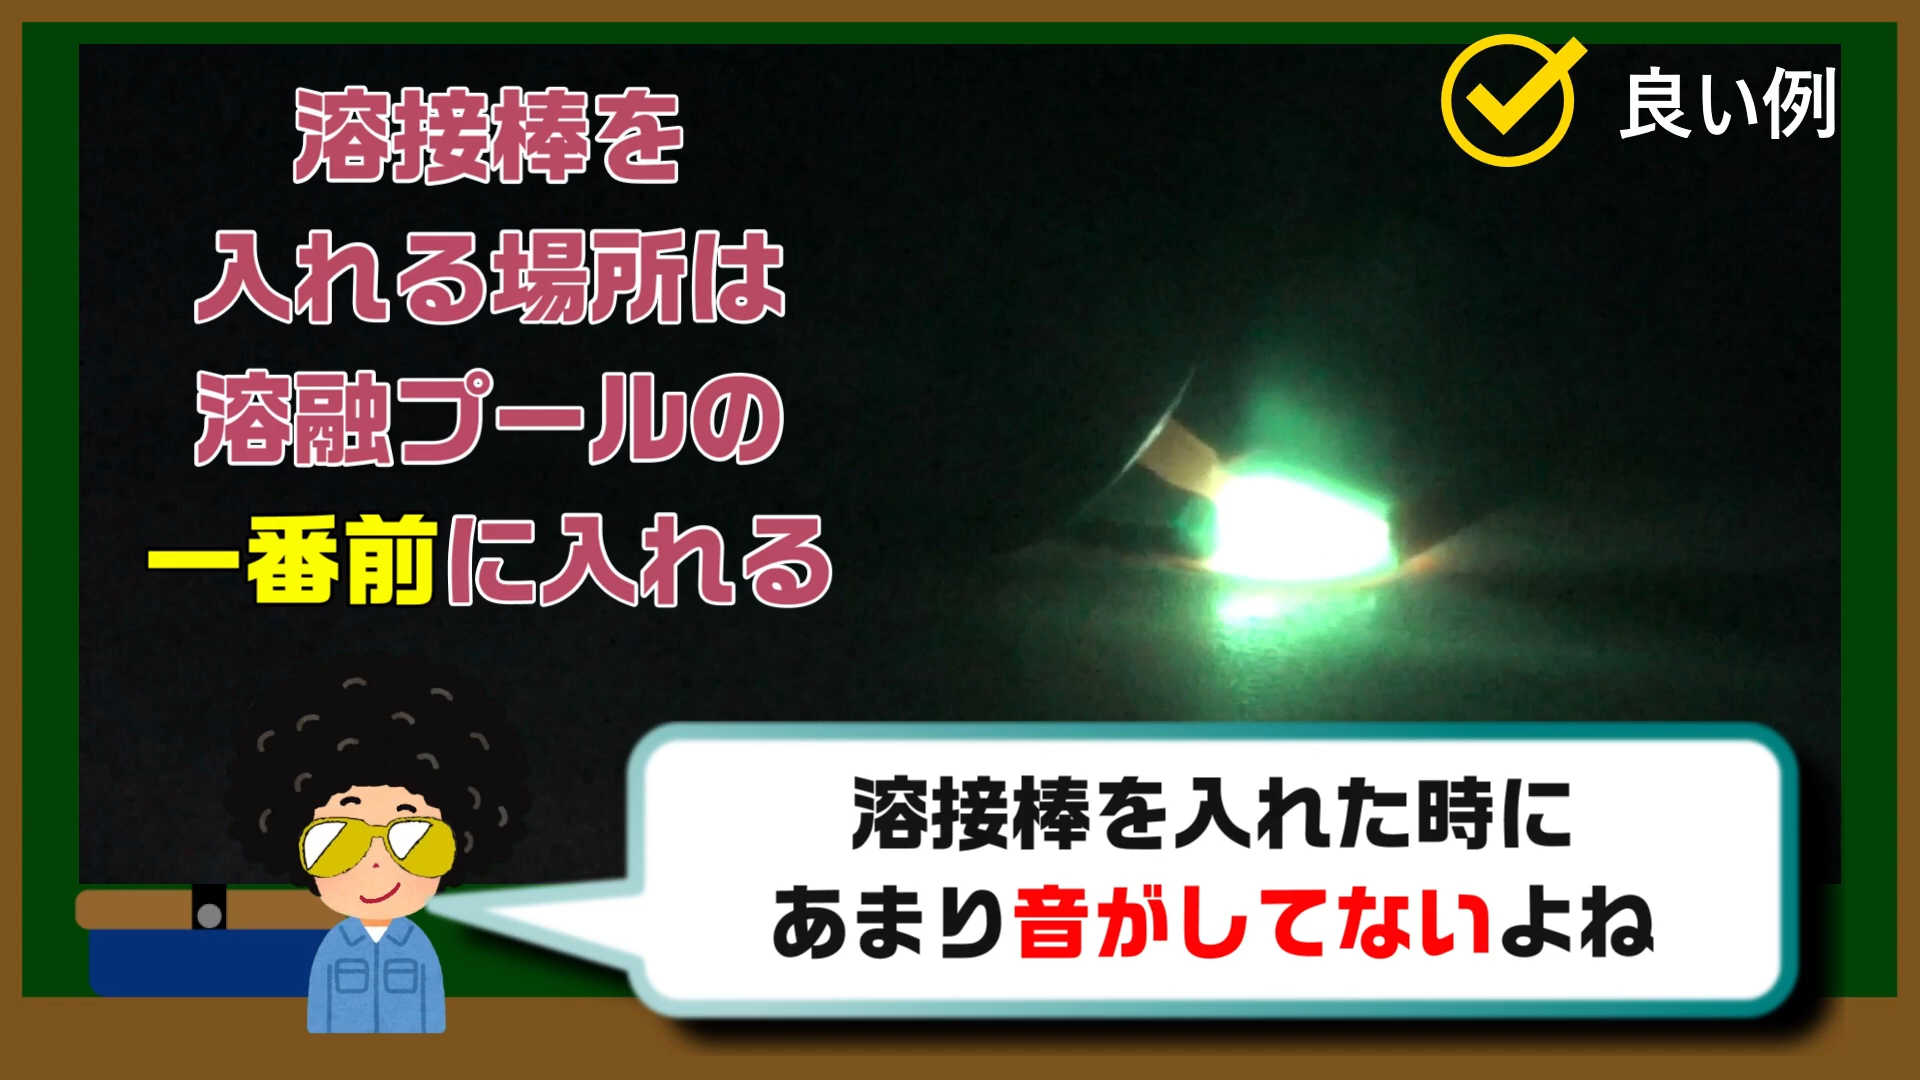 良い例
溶接棒を
入れる場所は
溶融プールの
一番前に入れる
溶接棒を入れた時に
あまり音がしてないよね